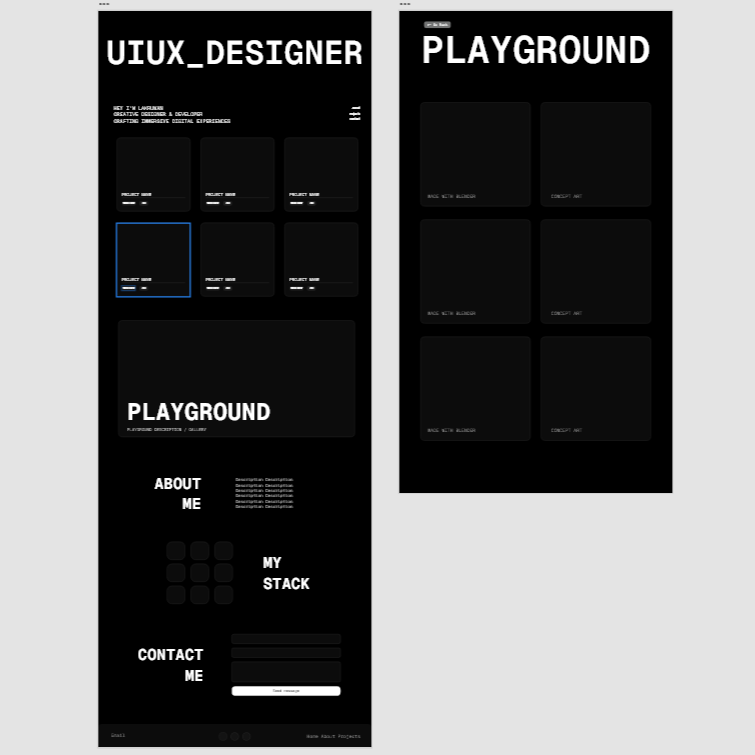 UIUX_DESIGNER
HEY I'M LAKRUWAN
CREATIVE DESIGNER & DEVELOPER
CRAFTING IMMERSIVE DIGITAL EXPERIENCES
PROJECT NAME
PROJECT NAME
PROJECT NAME
PROJECT NAME
PROJECT NAME
PROJECT NAME
PLAYGROUND
PLAYGROUND DESCRIPTION / GALLERY
ABOUT
ME
Description Description
Description Description
Description Description
Description Description
Description Description
Description Description
MY
STACK
CONTACT
ME
Send message
Email
Home About Projects
Go Back
PLAYGROUND
MADE WITH BLENDER
CONCEPT ART
MADE WITH BLENDER
CONCEPT ART
MADE WITH BLENDER
CONCEPT ART